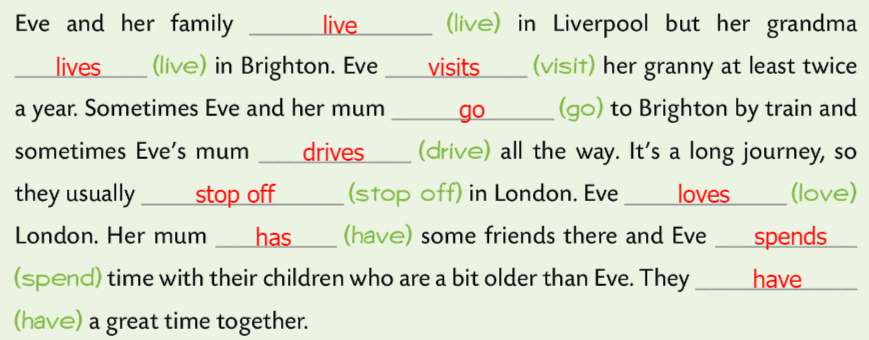 Eve and her family live (live) in Liverpool but her grandma
lives (live) in Brighton. Eve visits (visit) her granny at least twice
a year. Sometimes Eve and her mum go (go) to Brighton by train and
sometimes Eve's mum drives (drive) all the way. It's a long journey, so
they usually stop off (stop off) in London. Eve loves (love)
London. Her mum has (have) some friends there and Eve spends
(spend) time with their children who are a bit older than Eve. They have
(have) a great time together.